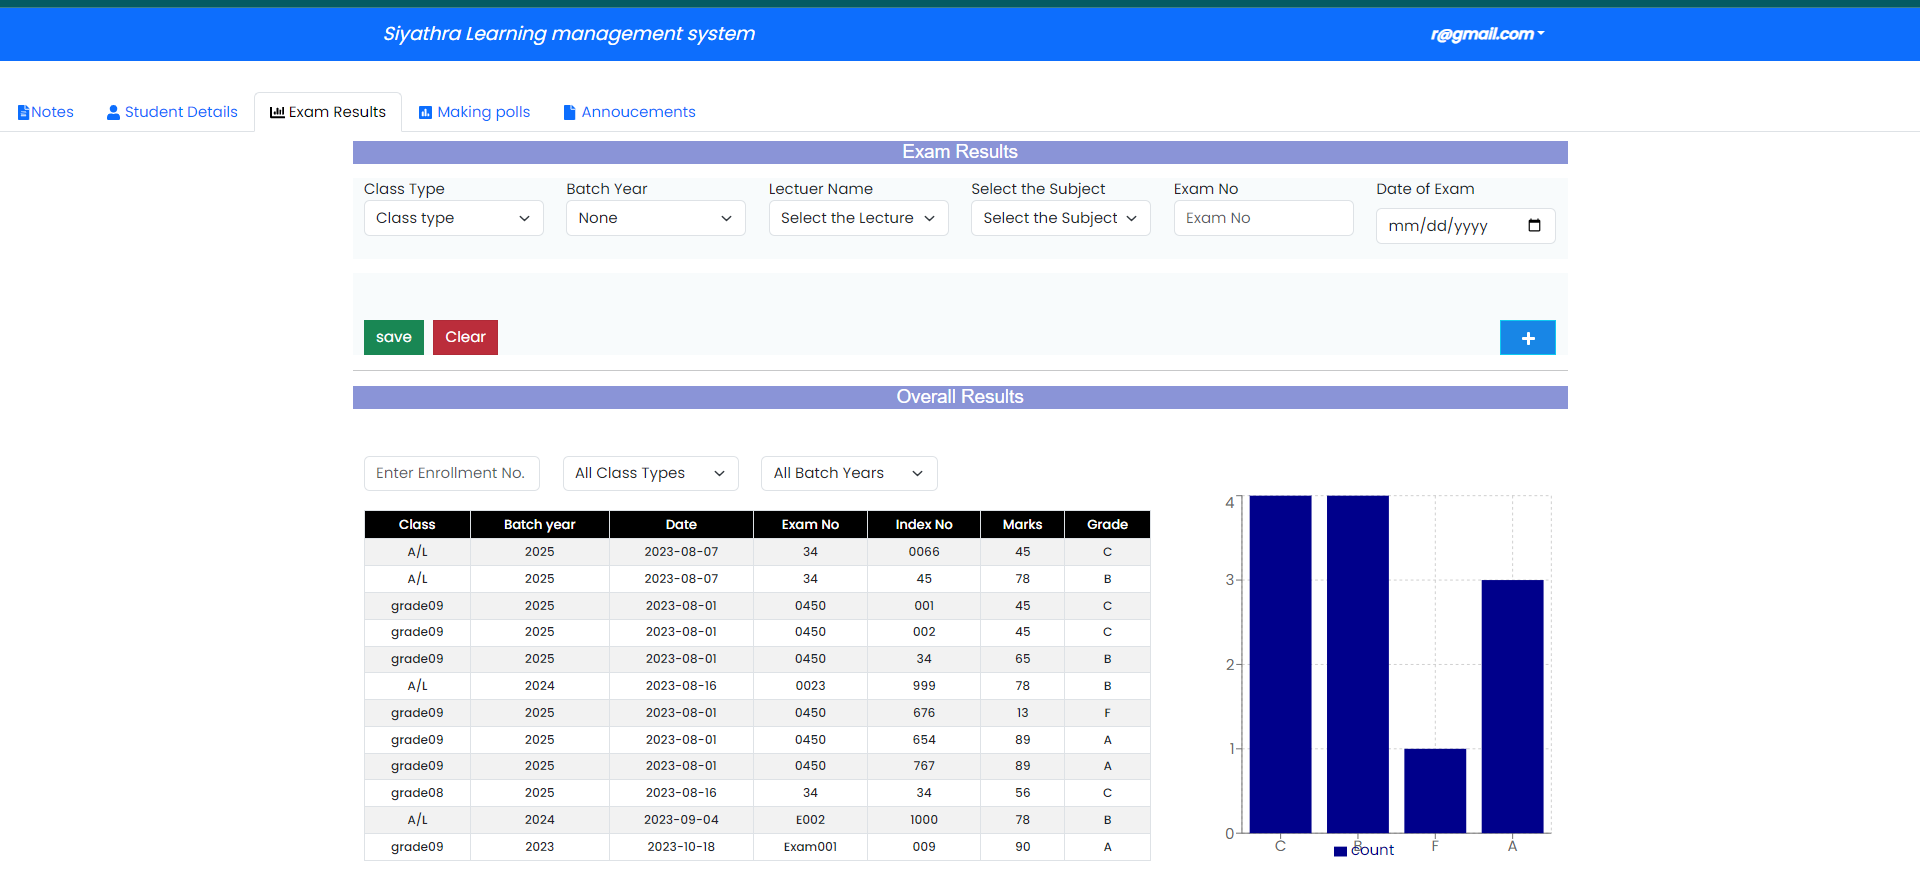 Siyathra Learning management system r@gmail.com
Notes Student Details Exam Results Making polls Annoucements
Exam Results
Class Type Batch Year Lectuer Name Select the Subject Exam No Date of Exam
Class type None Select the Lecture Select the Subject Exam No mm/dd/yyyy
save Clear +
Overall Results
Enter Enrollment No. All Class Types All Batch Years
Class Batch year Date Exam No Index No Marks Grade
A/L 2025 2023-08-07 34 0066 45 C
A/L 2025 2023-08-07 34 45 78 B
grade09 2025 2023-08-01 0450 001 45 C
grade09 2025 2023-08-01 0450 002 45 C
grade09 2025 2023-08-01 0450 34 65 B
A/L 2024 2023-08-16 0023 999 78 B
grade09 2025 2023-08-01 0450 676 13 F
grade09 2025 2023-08-01 0450 654 89 A
grade09 2025 2023-08-01 0450 767 89 A
grade08 2025 2023-08-16 34 34 56 C
A/L 2024 2023-09-04 E002 1000 78 B
grade09 2023 2023-10-18 Exam001 009 90 A
4
3
2
1
0
C B F A
count